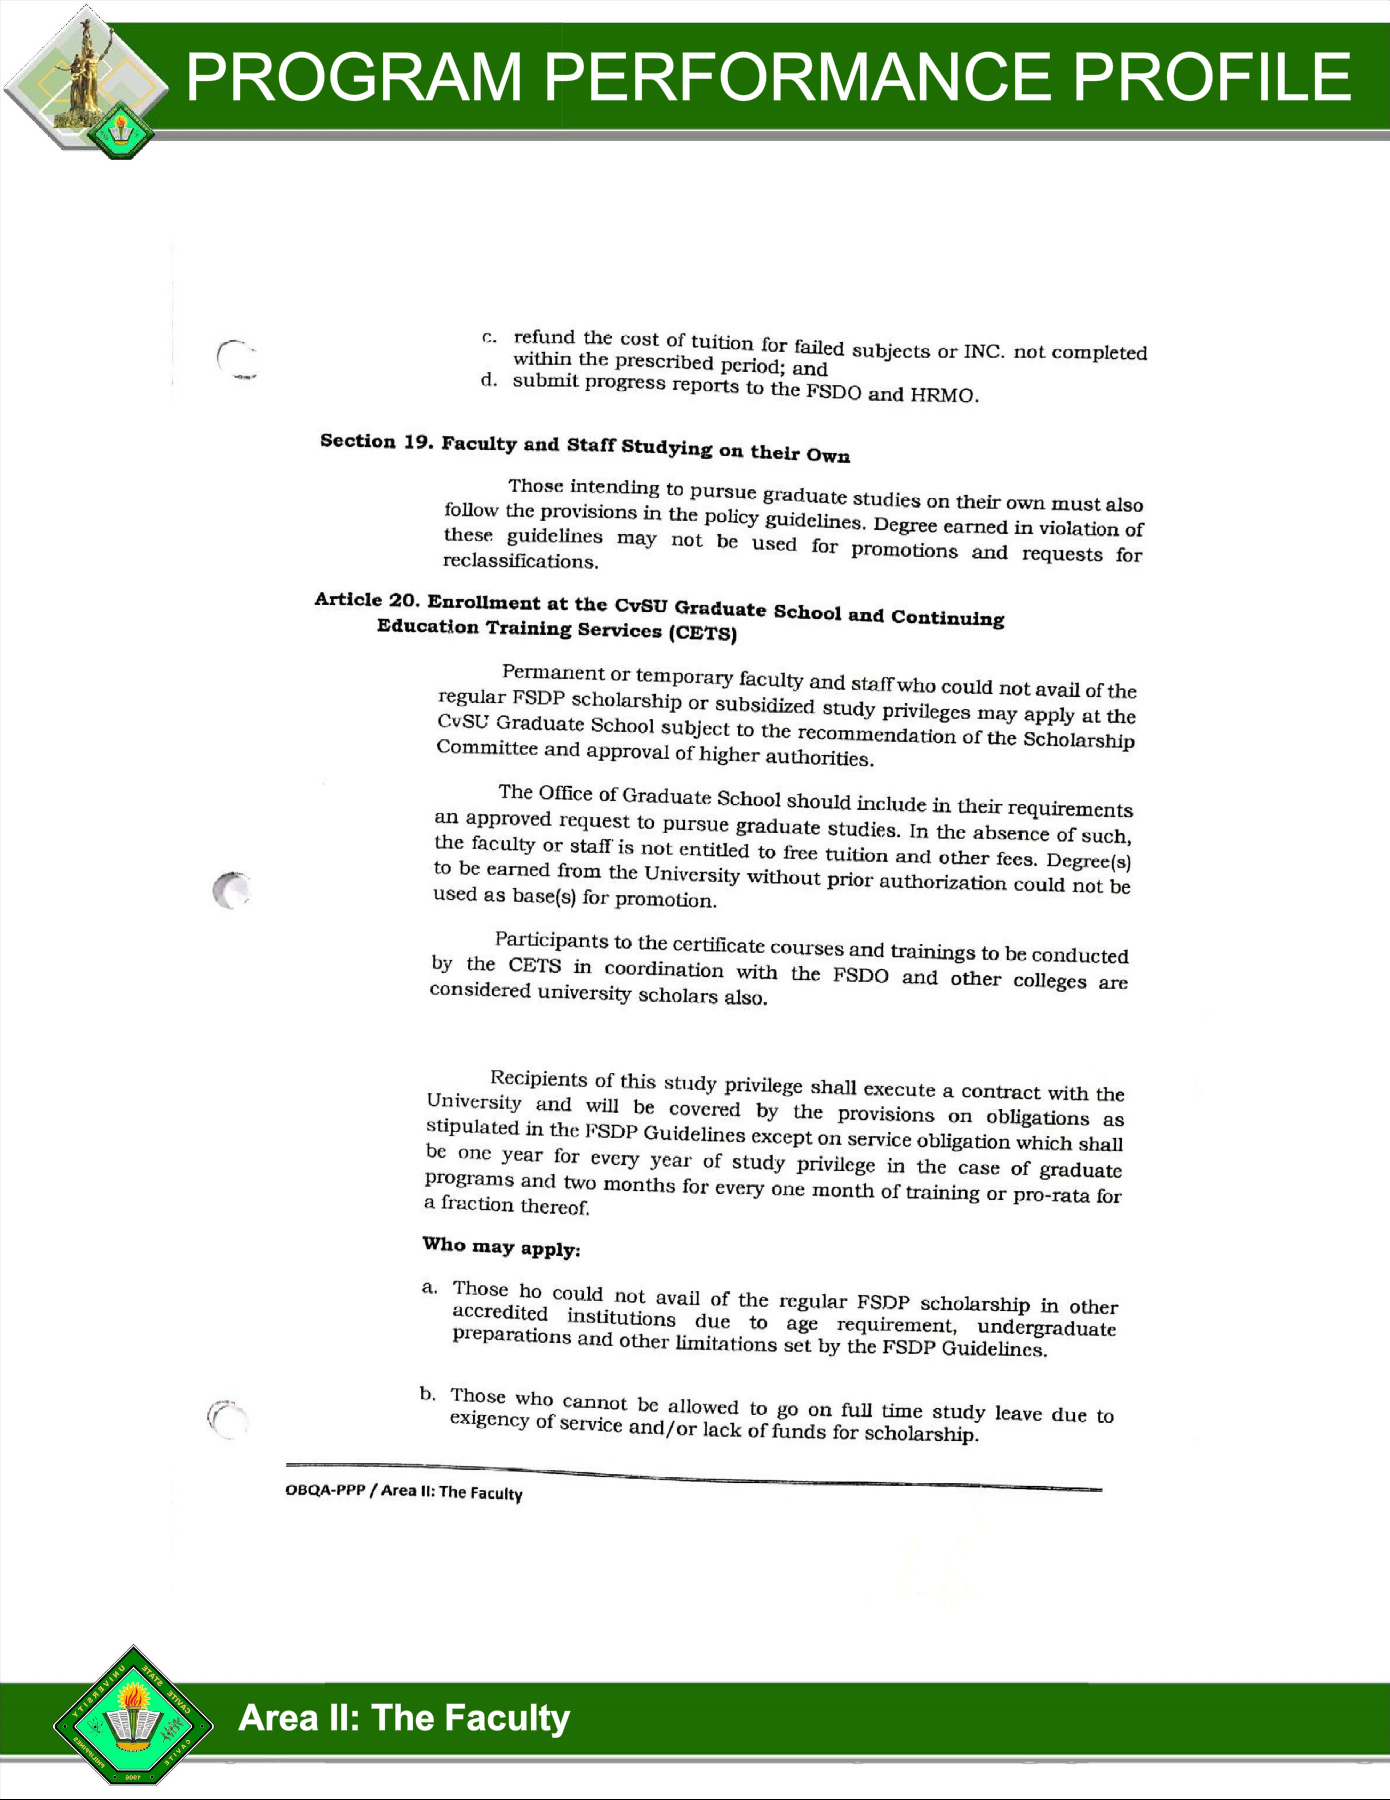 PROGRAM PERFORMANCE PROFILE
c. refund the cost of tuition for failed subjects or INC. not completed
within the prescribed period; and
d. submit progress reports to the FSDO and HRMO.
Section 19. Faculty and Staff Studying on their Own
Those intending to pursue graduate studies on their own must also
follow the provisions in the policy guidelines. Degree earned in violation of
these guidelines may not be used for promotions and requests for
reclassifications.
Article 20. Enrollment at the CvSU Graduate School and Continuing
Education Training Services (CETS)
Permanent or temporary faculty and staff who could not avail of the
regular FSDP scholarship or subsidized study privileges may apply at the
CvSU Graduate School subject to the recommendation of the Scholarship
Committee and approval of higher authorities.
The Office of Graduate School should include in their requirements
an approved request to pursue graduate studies. In the absence of such,
the faculty or staff is not entitled to free tuition and other fees. Degree(s)
to be earned from the University without prior authorization could not be
used as base(s) for promotion.
Participants to the certificate courses and trainings to be conducted
by the CETS in coordination with the FSDO and other colleges are
considered university scholars also.
Recipients of this study privilege shall execute a contract with the
University and will be covered by the provisions on obligations as
stipulated in the FSDP Guidelines except on service obligation which shall
be one year for every year of study privilege in the case of graduate
programs and two months for every one month of training or pro-rata for
a fraction thereof.
Who may apply:
a. Those ho could not avail of the regular FSDP scholarship in other
accredited institutions due to age requirement, undergraduate
preparations and other limitations set by the FSDP Guidelines.
b. Those who cannot be allowed to go on full time study leave due to
exigency of service and/or lack of funds for scholarship.
OBQA-PPP / Area II: The Faculty
CAVITE STATE UNIVERSITY
CAVITE PHILIPPINES
1906
Area II: The Faculty